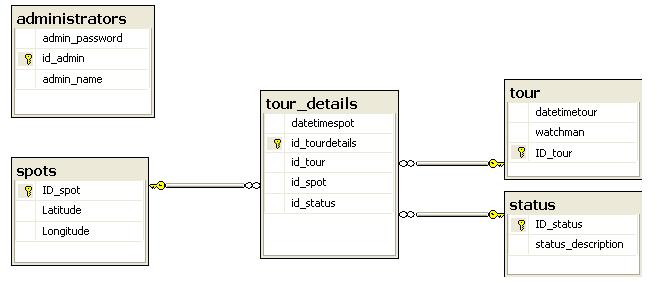 administrators
admin_password
id_admin
admin_name
spots
ID_spot
Latitude
Longitude
tour_details
datetimespot
id_tourdetails
id_tour
id_spot
id_status
tour
datetimetour
watchman
ID_tour
status
ID_status
status_description